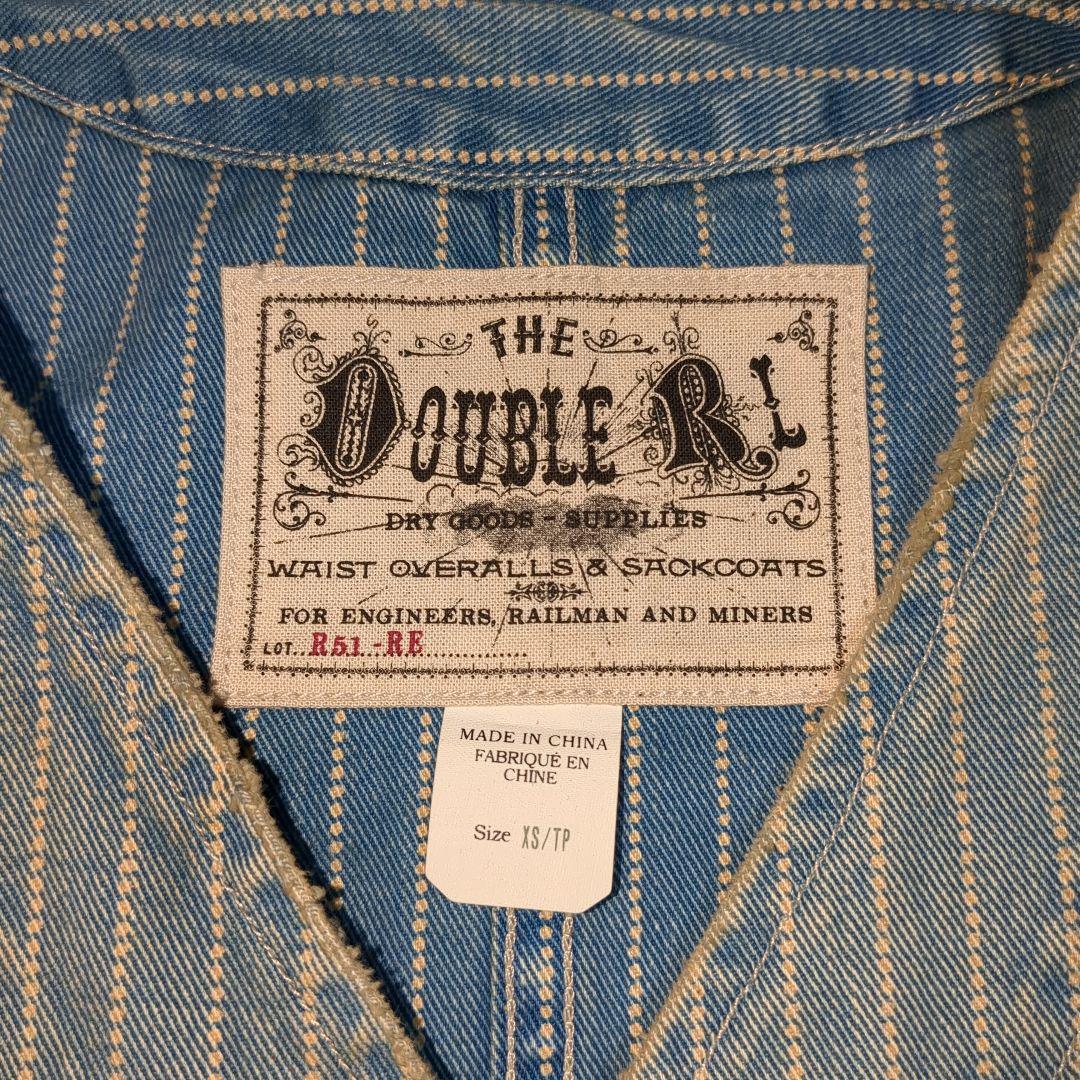 THE
DOUBLE RL
DRY GOODS - SUPPLIES
WAIST OVERALLS & SACKCOATS
FOR ENGINEERS, RAILMAN AND MINERS
LOT.. R51 -RE...............
MADE IN CHINA
FABRIQUÉ EN
CHINE
Size XS/TP